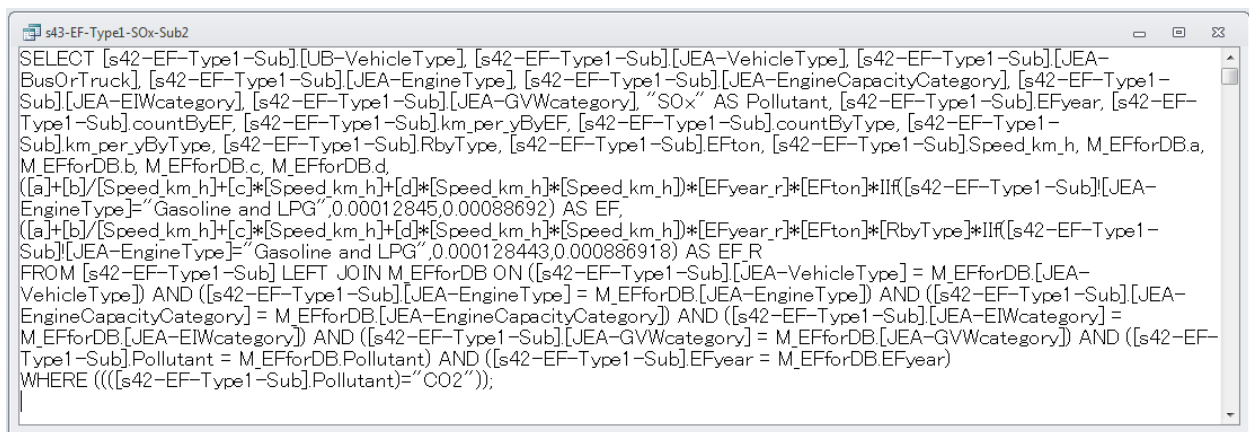 s43-EF-Type1-SOx-Sub2
SELECT [s42-EF-Type1-Sub].[UB-VehicleType], [s42-EF-Type1-Sub].[JEA-VehicleType], [s42-EF-Type1-Sub].[JEA-
BusOrTruck], [s42-EF-Type1-Sub].[JEA-EngineType], [s42-EF-Type1-Sub].[JEA-EngineCapacityCategory], [s42-EF-Type1-
Sub].[JEA-EIWcategory], [s42-EF-Type1-Sub].[JEA-GVWcategory], "SOx" AS Pollutant, [s42-EF-Type1-Sub].EFyear, [s42-EF-
Type1-Sub].countByEF, [s42-EF-Type1-Sub].km_per_yByEF, [s42-EF-Type1-Sub].countByType, [s42-EF-Type1-
Sub].km_per_yByType, [s42-EF-Type1-Sub].RbyType, [s42-EF-Type1-Sub].EFton, [s42-EF-Type1-Sub].Speed_km_h, M_EFforDB.a,
M_EFforDB.b, M_EFforDB.c, M_EFforDB.d,
([a]+[b]/[Speed_km_h]+[c]*[Speed_km_h]+[d]*[Speed_km_h]*[Speed_km_h])*[EFyear_r]*[EFton]*IIf([s42-EF-Type1-Sub]![JEA-
EngineType]="Gasoline and LPG",0.00012845,0.00088692) AS EF,
([a]+[b]/[Speed_km_h]+[c]*[Speed_km_h]+[d]*[Speed_km_h]*[Speed_km_h])*[EFyear_r]*[EFton]*[RbyType]*IIf([s42-EF-Type1-
Sub]![JEA-EngineType]="Gasoline and LPG",0.000128443,0.000886918) AS EF_R
FROM [s42-EF-Type1-Sub] LEFT JOIN M_EFforDB ON ([s42-EF-Type1-Sub].[JEA-VehicleType] = M_EFforDB.[JEA-
VehicleType]) AND ([s42-EF-Type1-Sub].[JEA-EngineType] = M_EFforDB.[JEA-EngineType]) AND ([s42-EF-Type1-Sub].[JEA-
EngineCapacityCategory] = M_EFforDB.[JEA-EngineCapacityCategory]) AND ([s42-EF-Type1-Sub].[JEA-EIWcategory] =
M_EFforDB.[JEA-EIWcategory]) AND ([s42-EF-Type1-Sub].[JEA-GVWcategory] = M_EFforDB.[JEA-GVWcategory]) AND ([s42-EF-
Type1-Sub].Pollutant = M_EFforDB.Pollutant) AND ([s42-EF-Type1-Sub].EFyear = M_EFforDB.EFyear)
WHERE ((([s42-EF-Type1-Sub].Pollutant)="CO2"));